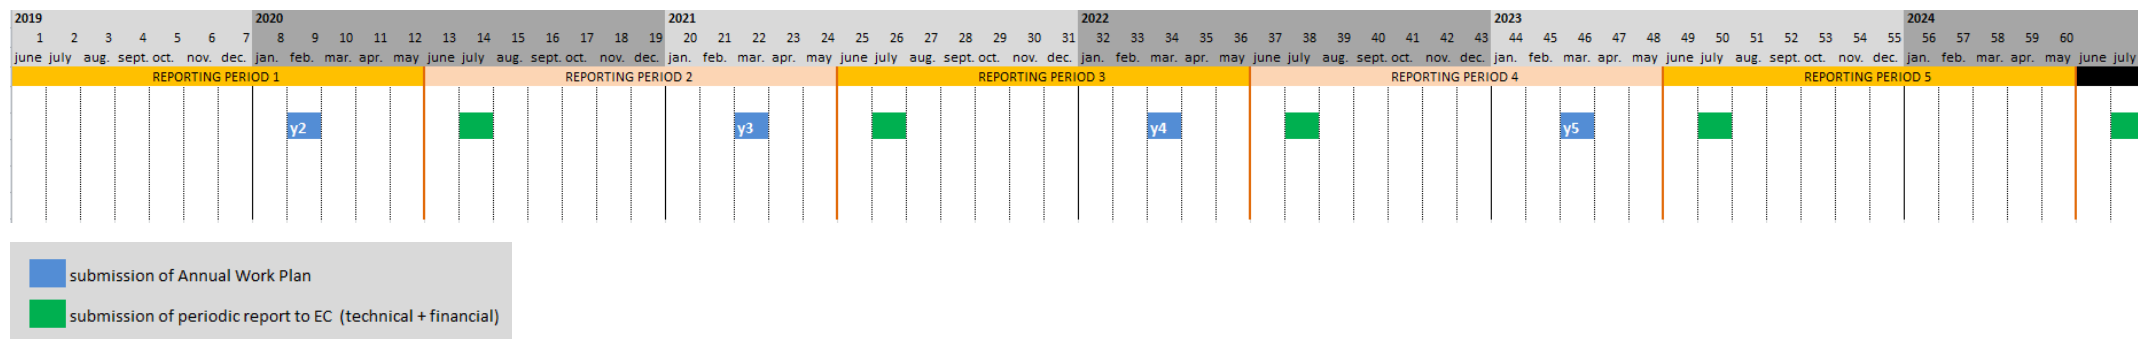 2019 2020 2021 2022 2023 2024
1 2 3 4 5 6 7 8 9 10 11 12 13 14 15 16 17 18 19 20 21 22 23 24 25 26 27 28 29 30 31 32 33 34 35 36 37 38 39 40 41 42 43 44 45 46 48 49 50 51 52 53 54 55 56 57 58 59 60
june july aug. sept. oct. nov. dec. jan. feb. mar. apr. may june july aug. sept. oct. nov. dec. jan. feb. mar. apr. may june july aug. sept. oct. nov. dec. jan. feb. mar. apr. may june july aug. sept. oct. nov. dec. jan. feb. mar. apr. may june july aug. sept. oct. nov. dec. jan. feb. mar. apr. may june july
REPORTING PERIOD 1 REPORTING PERIOD 2 REPORTING PERIOD 3 REPORTING PERIOD 4 REPORTING PERIOD 5
y2 y3 y4 y5
submission of Annual Work Plan
submission of periodic report to EC (technical + financial)